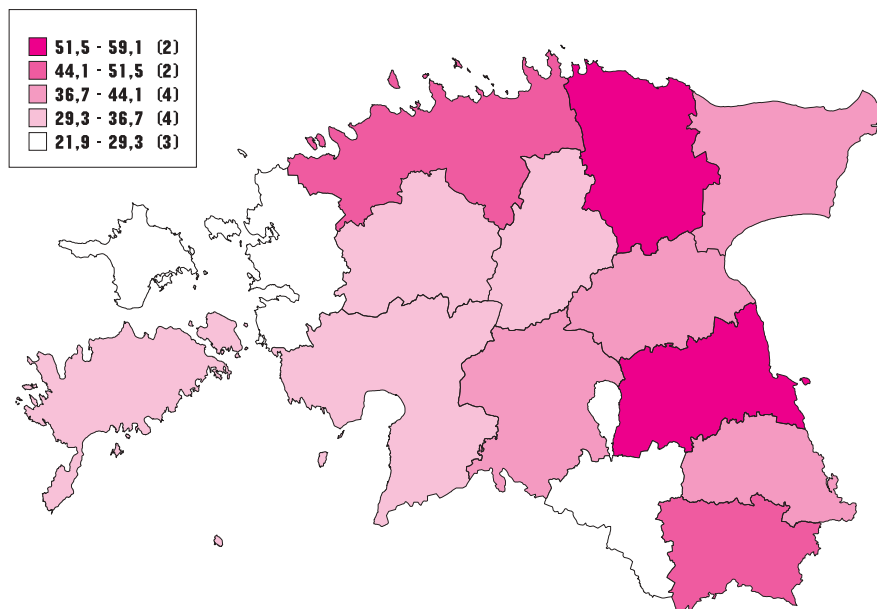 51,5 - 59,1 (2)
44,1 - 51,5 (2)
36,7 - 44,1 (4)
29,3 - 36,7 (4)
21,9 - 29,3 (3)